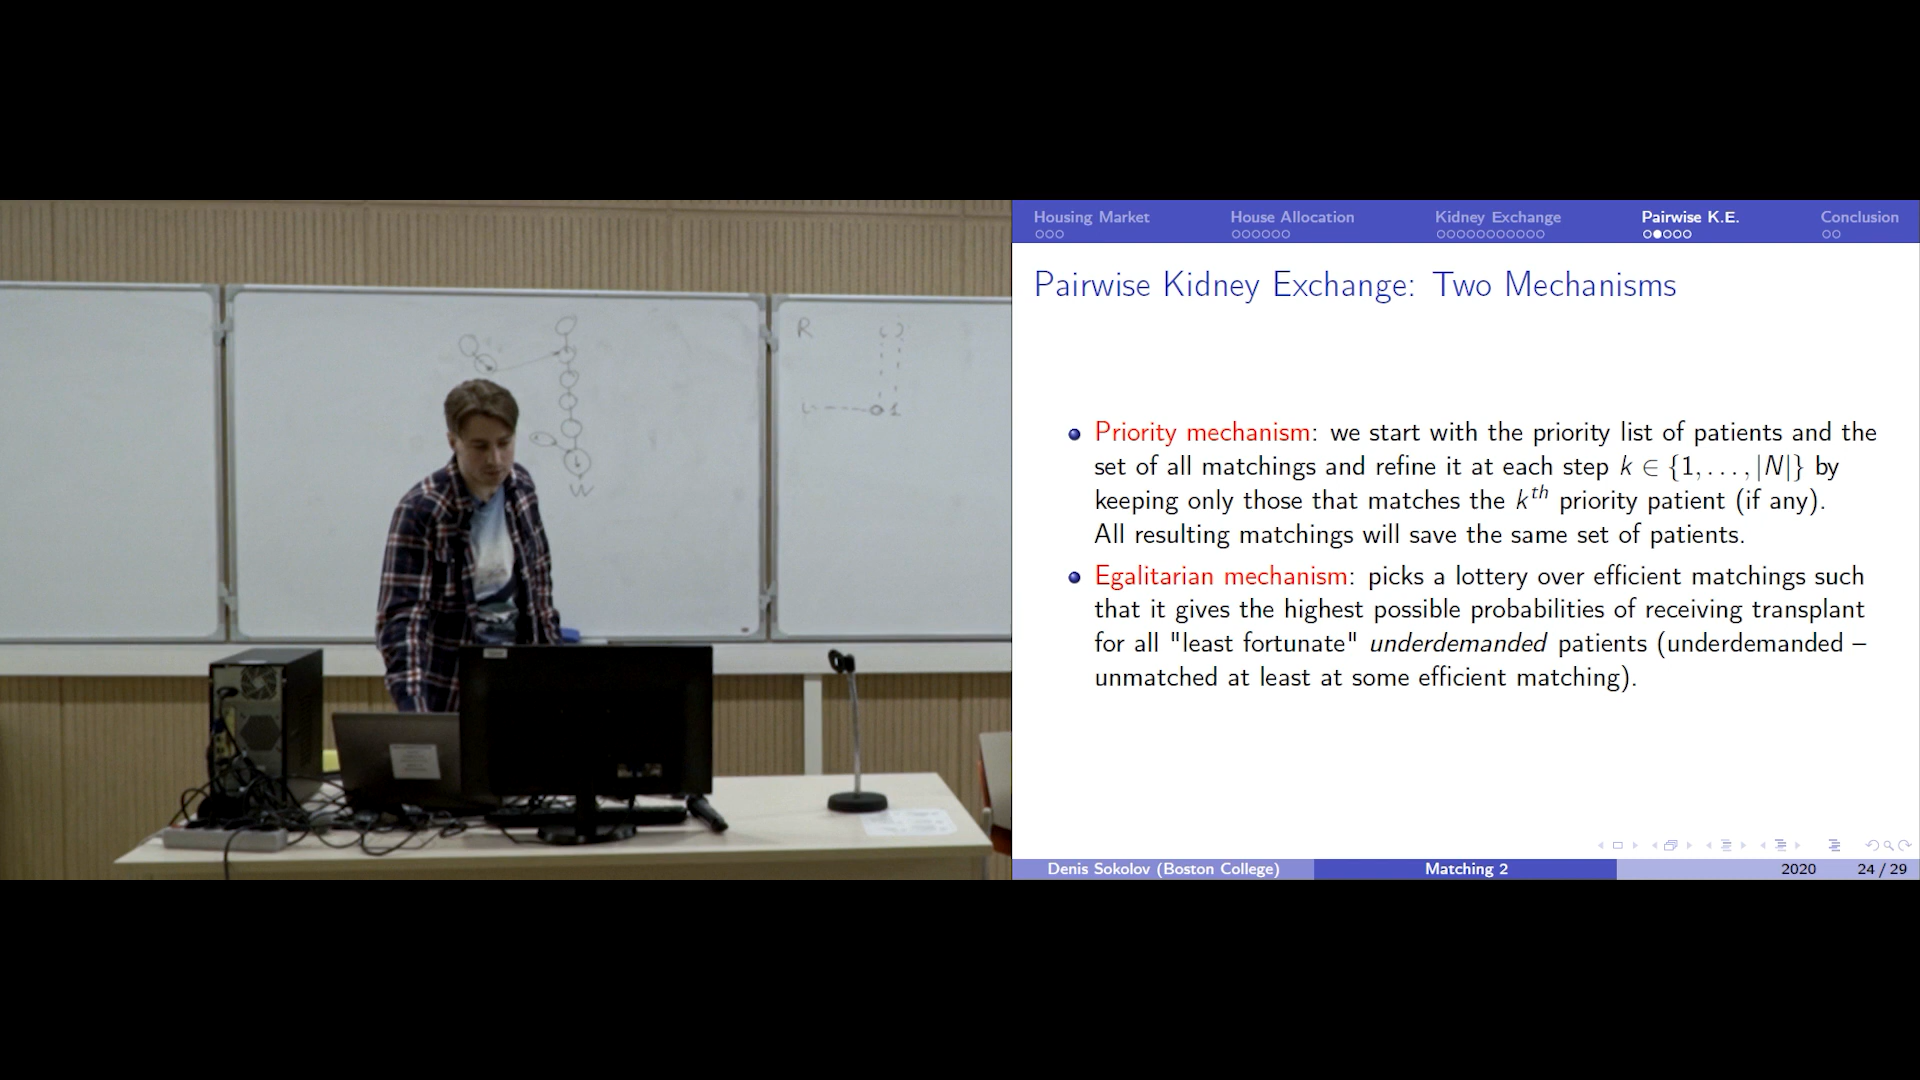 R
1
W
Housing Market
House Allocation
Kidney Exchange
Pairwise K.E.
Conclusion
Pairwise Kidney Exchange: Two Mechanisms
Priority mechanism: we start with the priority list of patients and the
set of all matchings and refine it at each step k ∈ {1, . . . , |N|} by
keeping only those that matches the kᵗʰ priority patient (if any).
All resulting matchings will save the same set of patients.
Egalitarian mechanism: picks a lottery over efficient matchings such
that it gives the highest possible probabilities of receiving transplant
for all "least fortunate" underdemanded patients (underdemanded –
unmatched at least at some efficient matching).
Denis Sokolov (Boston College)
Matching 2
2020
24 / 29